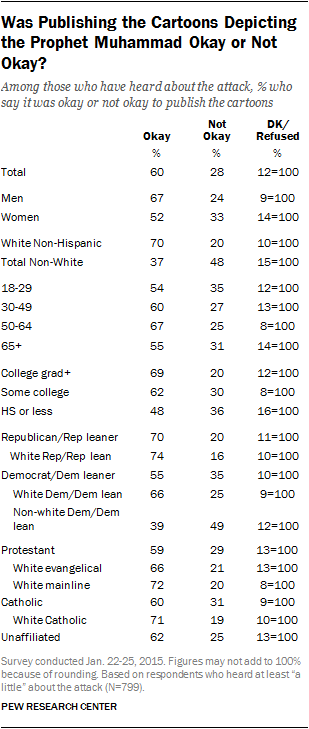 Was Publishing the Cartoons Depicting
the Prophet Muhammad Okay or Not
Okay?
Among those who have heard about the attack, % who
say it was okay or not okay to publish the cartoons
Okay Not Okay DK/Refused
% % %
Total 60 28 12=100
Men 67 24 9=100
Women 52 33 14=100
White Non-Hispanic 70 20 10=100
Total Non-White 37 48 15=100
18-29 54 35 12=100
30-49 60 27 13=100
50-64 67 25 8=100
65+ 55 31 14=100
College grad+ 69 20 12=100
Some college 62 30 8=100
HS or less 48 36 16=100
Republican/Rep leaner 70 20 11=100
White Rep/Rep lean 74 16 10=100
Democrat/Dem leaner 55 35 10=100
White Dem/Dem lean 66 25 9=100
Non-white Dem/Dem
lean 39 49 12=100
Protestant 59 29 13=100
White evangelical 66 21 13=100
White mainline 72 20 8=100
Catholic 60 31 9=100
White Catholic 71 19 10=100
Unaffiliated 62 25 13=100
Survey conducted Jan. 22-25, 2015. Figures may not add to 100%
because of rounding. Based on respondents who heard at least "a
little" about the attack (N=799).
PEW RESEARCH CENTER